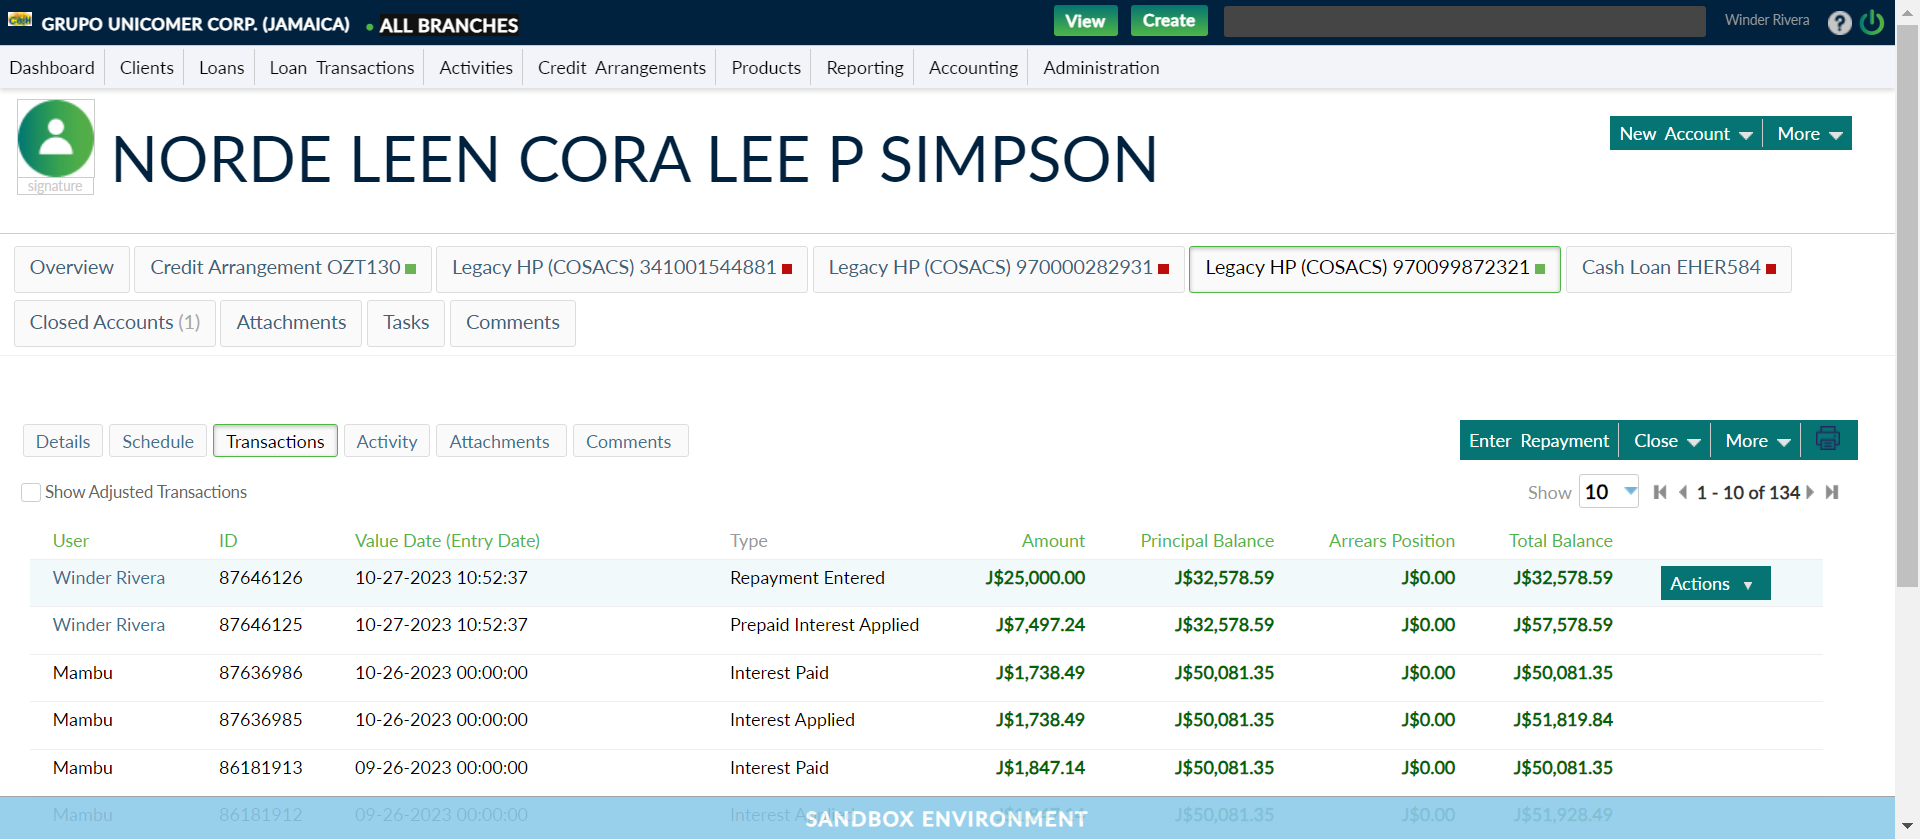 GRUPO UNICOMER CORP. (JAMAICA) • ALL BRANCHES View Create Winder Rivera ?
Dashboard Clients Loans Loan Transactions Activities Credit Arrangements Products Reporting Accounting Administration
NORDE LEEN CORA LEE P SIMPSON
signature
New Account More
Overview Credit Arrangement OZT130 Legacy HP (COSACS) 341001544881 Legacy HP (COSACS) 970000282931 Legacy HP (COSACS) 970099872321 Cash Loan EHER584
Closed Accounts (1) Attachments Tasks Comments
Details Schedule Transactions Activity Attachments Comments Enter Repayment Close More
Show Adjusted Transactions Show 10 1 - 10 of 134
User ID Value Date (Entry Date) Type Amount Principal Balance Arrears Position Total Balance
Winder Rivera 87646126 10-27-2023 10:52:37 Repayment Entered J$25,000.00 J$32,578.59 J$0.00 J$32,578.59 Actions
Winder Rivera 87646125 10-27-2023 10:52:37 Prepaid Interest Applied J$7,497.24 J$32,578.59 J$0.00 J$57,578.59
Mambu 87636986 10-26-2023 00:00:00 Interest Paid J$1,738.49 J$50,081.35 J$0.00 J$50,081.35
Mambu 87636985 10-26-2023 00:00:00 Interest Applied J$1,738.49 J$50,081.35 J$0.00 J$51,819.84
Mambu 86181913 09-26-2023 00:00:00 Interest Paid J$1,847.14 J$50,081.35 J$0.00 J$50,081.35
Mambu 86181912 09-26-2023 00:00:00 Interest J$50,081.35 J$0.00 J$51,928.49
SANDBOX ENVIRONMENT